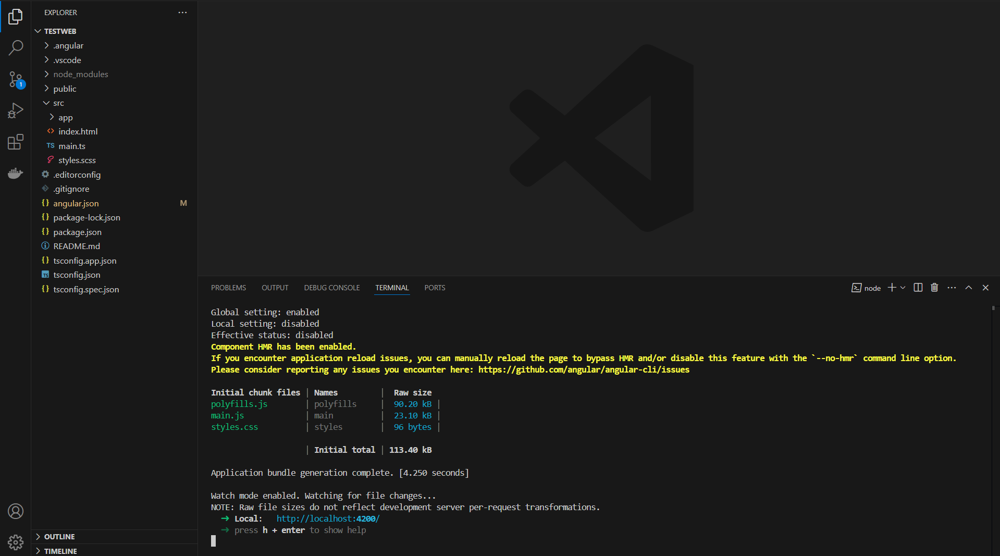 EXPLORER
TESTWEB
.angular
.vscode
node_modules
public
src
app
index.html
TS main.ts
styles.scss
.editorconfig
.gitignore
{} angular.json M
{} package-lock.json
{} package.json
README.md
{} tsconfig.app.json
TS tsconfig.json
{} tsconfig.spec.json
OUTLINE
TIMELINE
1
PROBLEMS OUTPUT DEBUG CONSOLE TERMINAL PORTS node
Global setting: enabled
Local setting: disabled
Effective status: disabled
Component HMR has been enabled.
If you encounter application reload issues, you can manually reload the page to bypass HMR and/or disable this feature with the `--no-hmr` command line option.
Please consider reporting any issues you encounter here: https://github.com/angular/angular-cli/issues
Initial chunk files | Names | Raw size
polyfills.js | polyfills | 90.20 kB |
main.js | main | 23.10 kB |
styles.css | styles | 96 bytes |
| Initial total | 113.40 kB
Application bundle generation complete. [4.250 seconds]
Watch mode enabled. Watching for file changes...
NOTE: Raw file sizes do not reflect development server per-request transformations.
➜ Local: http://localhost:4200/
➜ press h + enter to show help